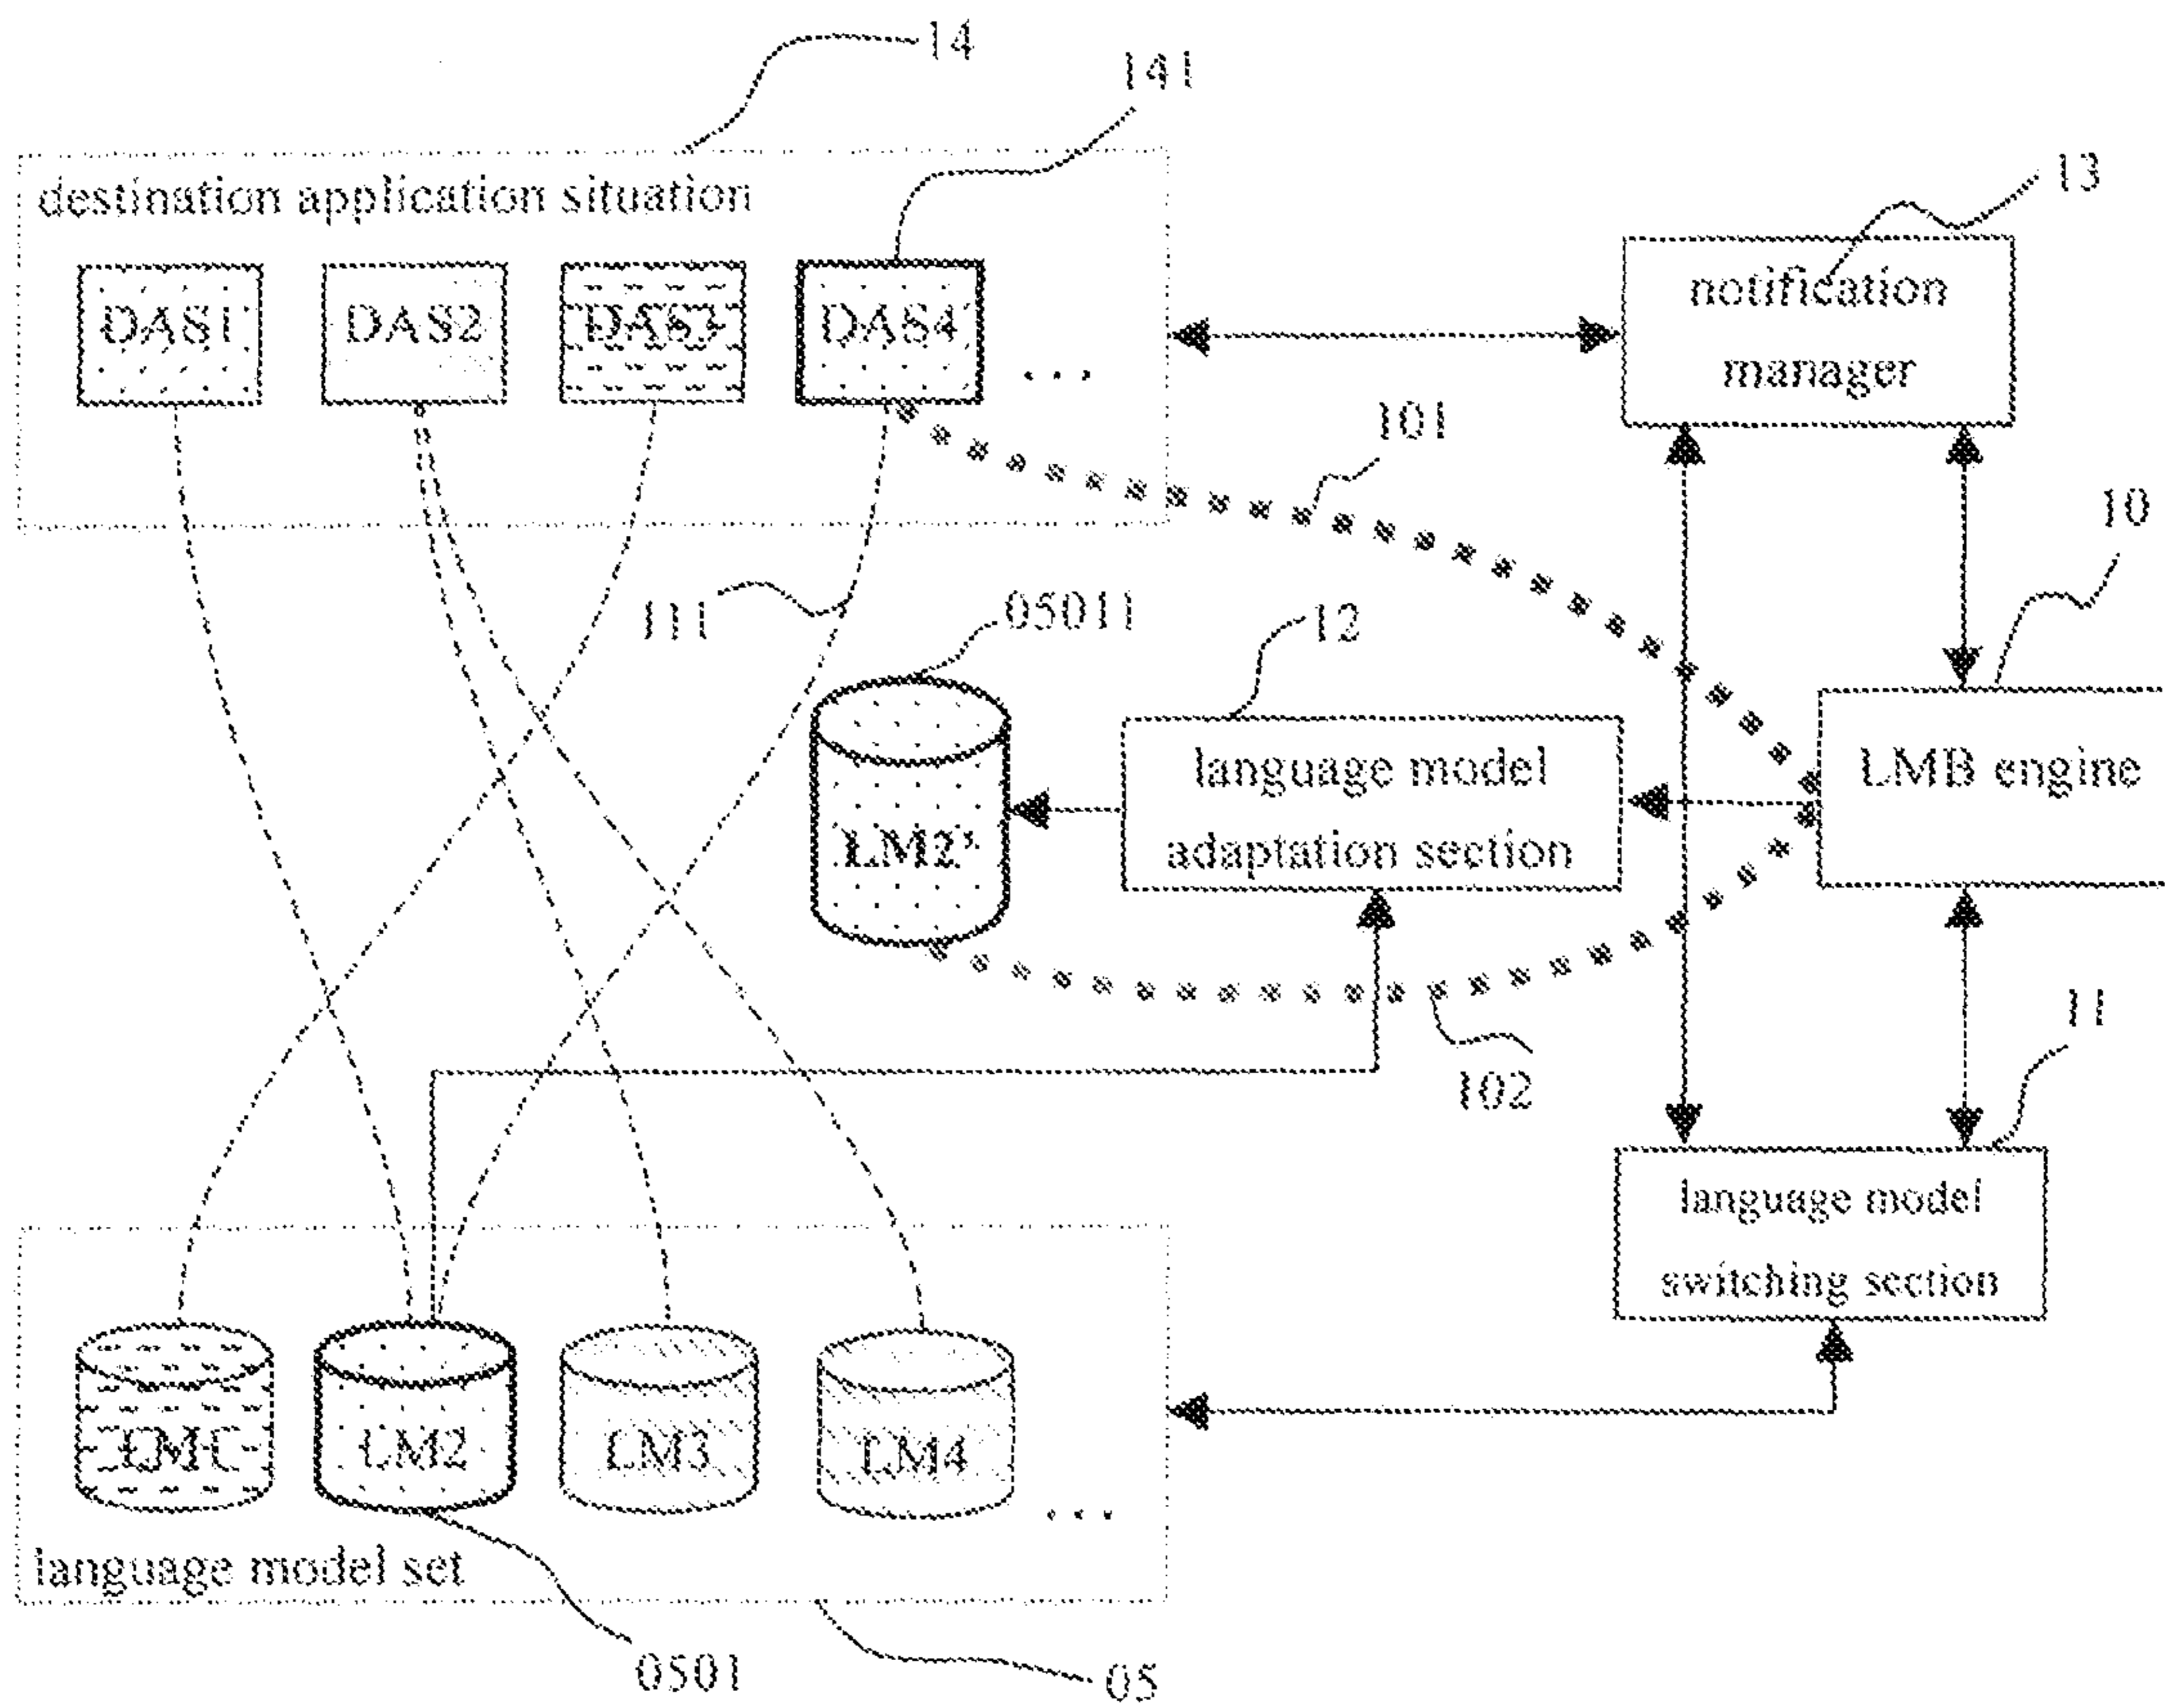 14
141
destination application situation
13
DAS1
DAS2
DAS3
DAS4
...
notification
manager
101
10
111
05011
12
LM2'
language model
adaptation section
LMB engine
11
102
language model
switching section
LM1
LM2
LM3
LM4
...
language model set
0501
05